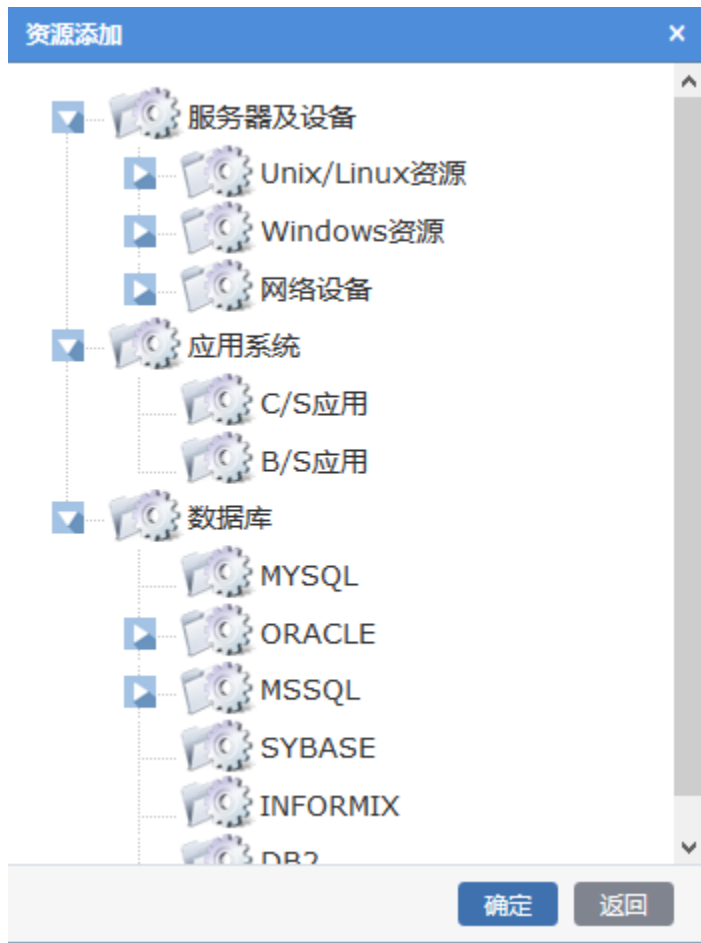 资源添加
服务器及设备
Unix/Linux资源
Windows资源
网络设备
应用系统
C/S应用
B/S应用
数据库
MYSQL
ORACLE
MSSQL
SYBASE
INFORMIX
DB2
确定 返回